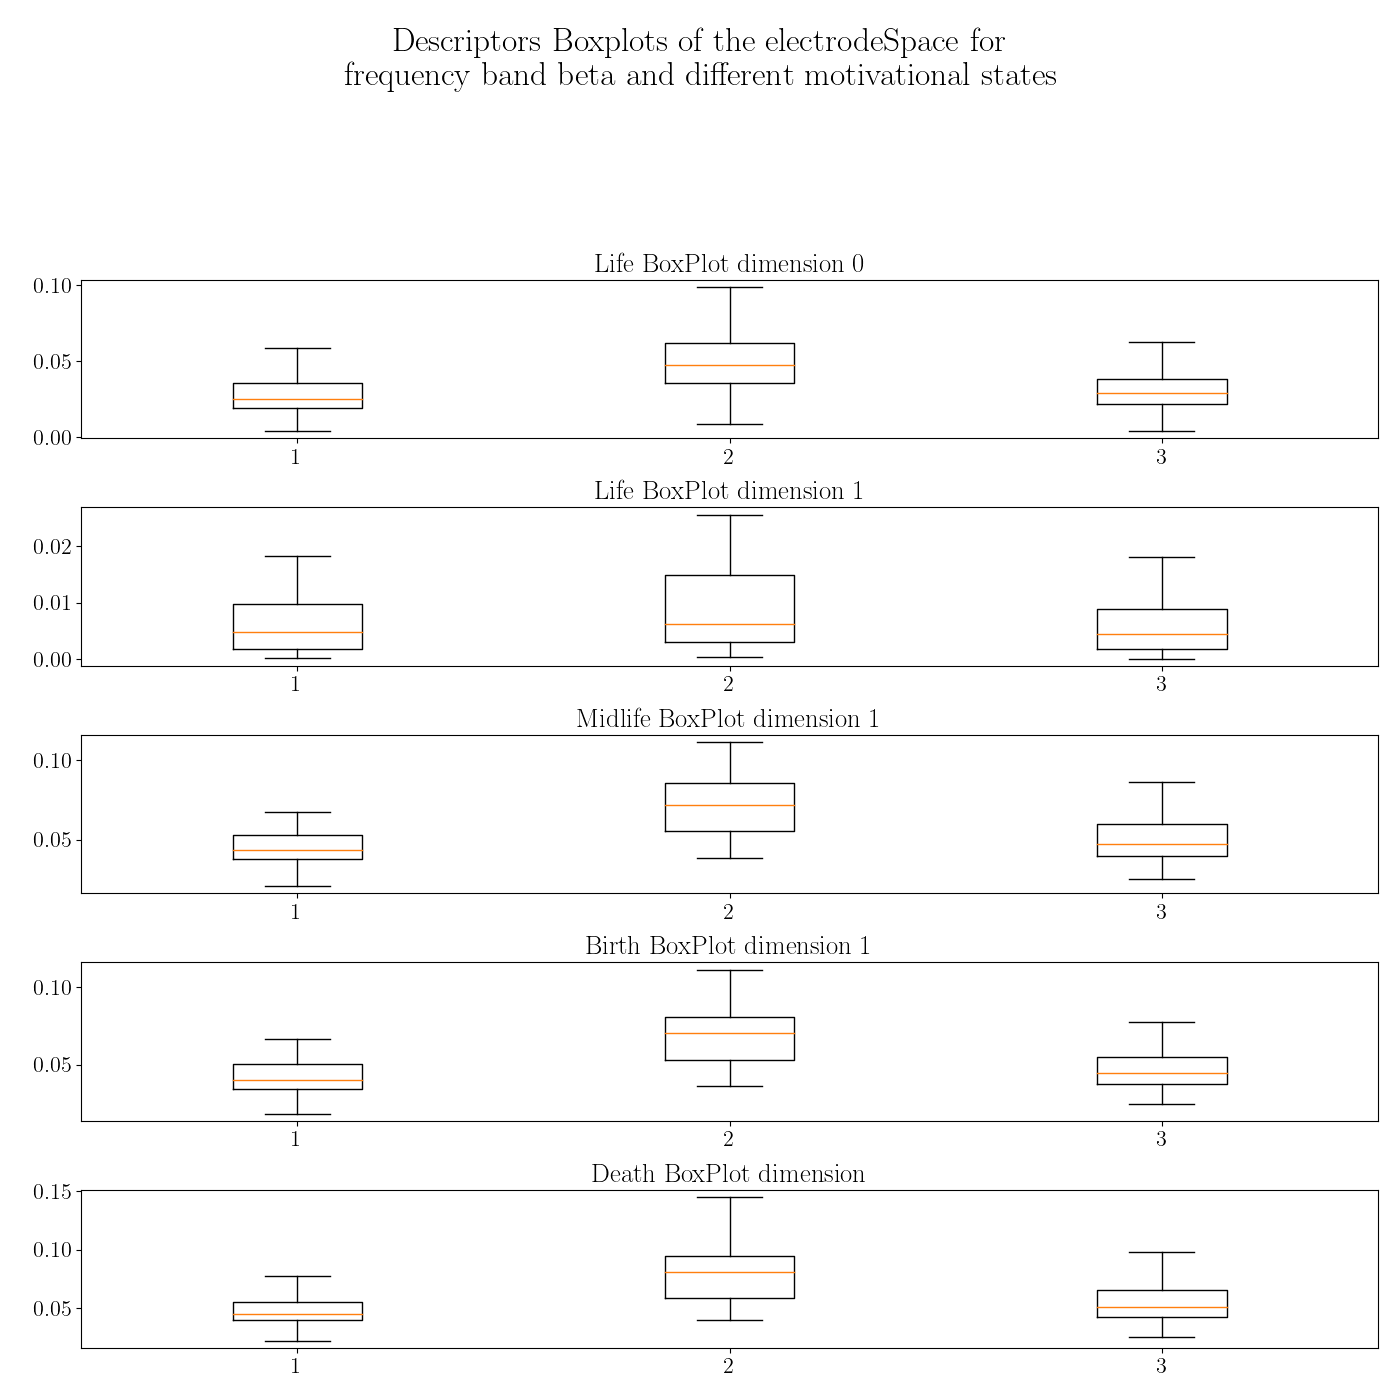 Descriptors Boxplots of the electrodeSpace for
frequency band beta and different motivational states
Life BoxPlot dimension 0
0.10
0.05
0.00
1 2 3
Life BoxPlot dimension 1
0.02
0.01
0.00
1 2 3
Midlife BoxPlot dimension 1
0.10
0.05
1 2 3
Birth BoxPlot dimension 1
0.10
0.05
1 2 3
Death BoxPlot dimension
0.15
0.10
0.05
1 2 3